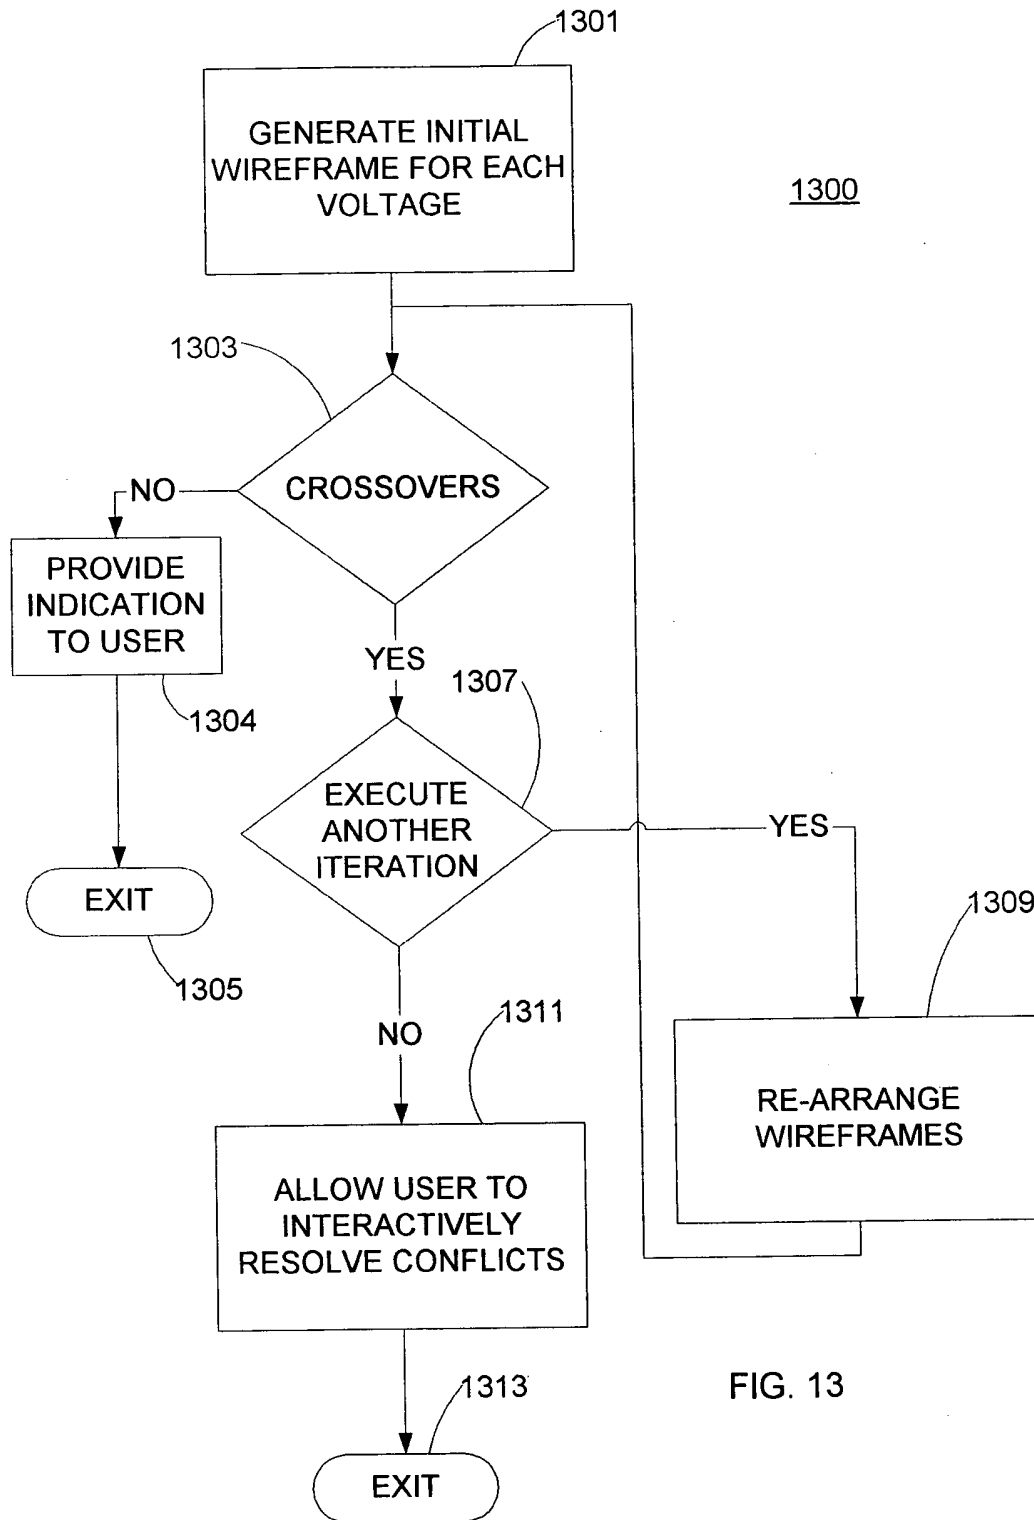 1301
GENERATE INITIAL
WIREFRAME FOR EACH
VOLTAGE
1300
1303
CROSSOVERS
NO
PROVIDE
INDICATION
TO USER
YES
1307
1304
EXECUTE
ANOTHER
ITERATION
YES
EXIT
1309
1305
1311
NO
RE-ARRANGE
WIREFRAMES
ALLOW USER TO
INTERACTIVELY
RESOLVE CONFLICTS
FIG. 13
1313
EXIT